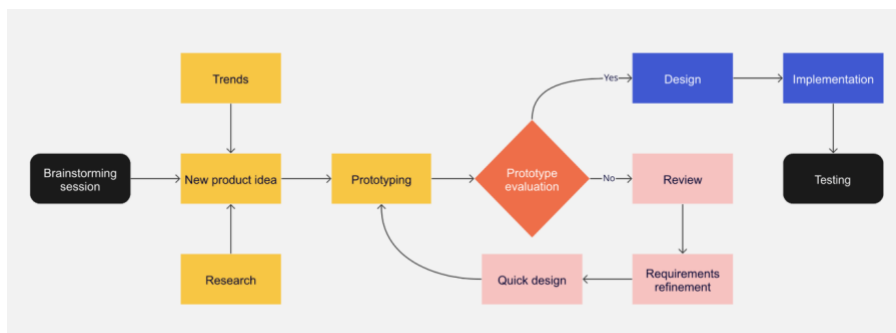 Trends
Yes
Design
Implementation
Brainstorming
session
New product idea
Prototyping
Prototype
evaluation
No
Review
Testing
Research
Quick design
Requirements
refinement